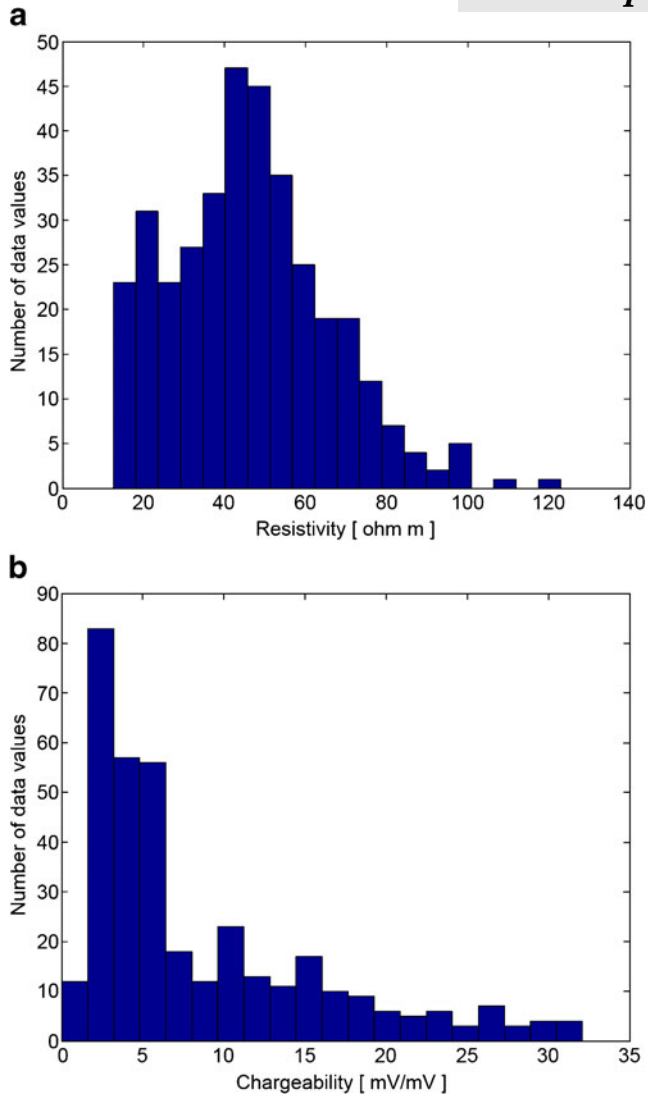 a
50
45
40
35
30
25
20
15
10
5
0
Number of data values
0 20 40 60 80 100 120 140
Resistivity [ ohm m ]
b
90
80
70
60
50
40
30
20
10
0
Number of data values
0 5 10 15 20 25 30 35
Chargeability [ mV/mV ]